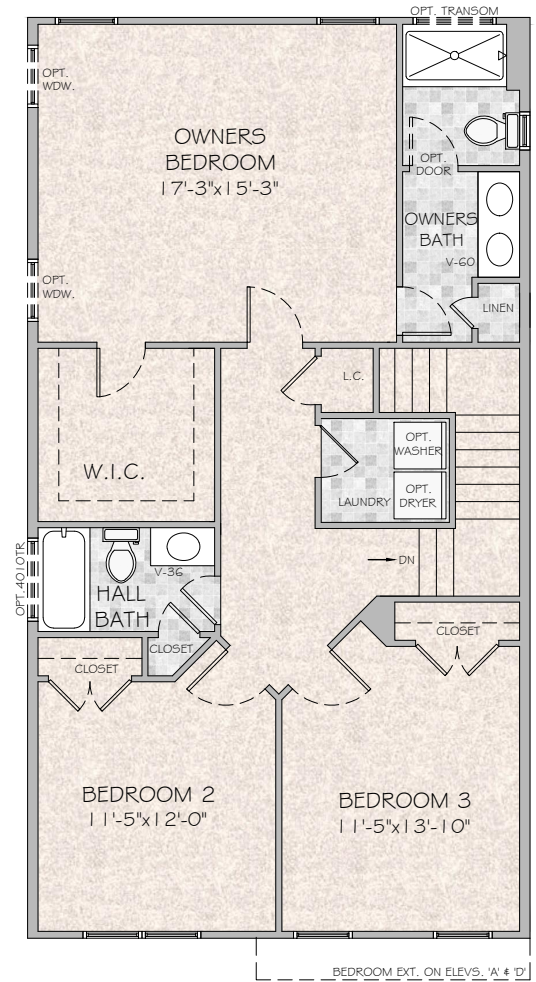 OPT. TRANSOM
OPT.
WDW.
OWNERS
BEDROOM
17'-3"x15'-3"
OPT.
DOOR
OWNERS
BATH
V-60
OPT.
WDW.
LINEN
L.C.
W.I.C.
OPT.
WASHER
OPT.
DRYER
LAUNDRY
OPT.4010TR
DN
V-36
HALL
BATH
CLOSET
CLOSET
CLOSET
BEDROOM 2
11'-5"x12'-0"
BEDROOM 3
11'-5"x13'-10"
BEDROOM EXT. ON ELEVS. 'A' & 'D'